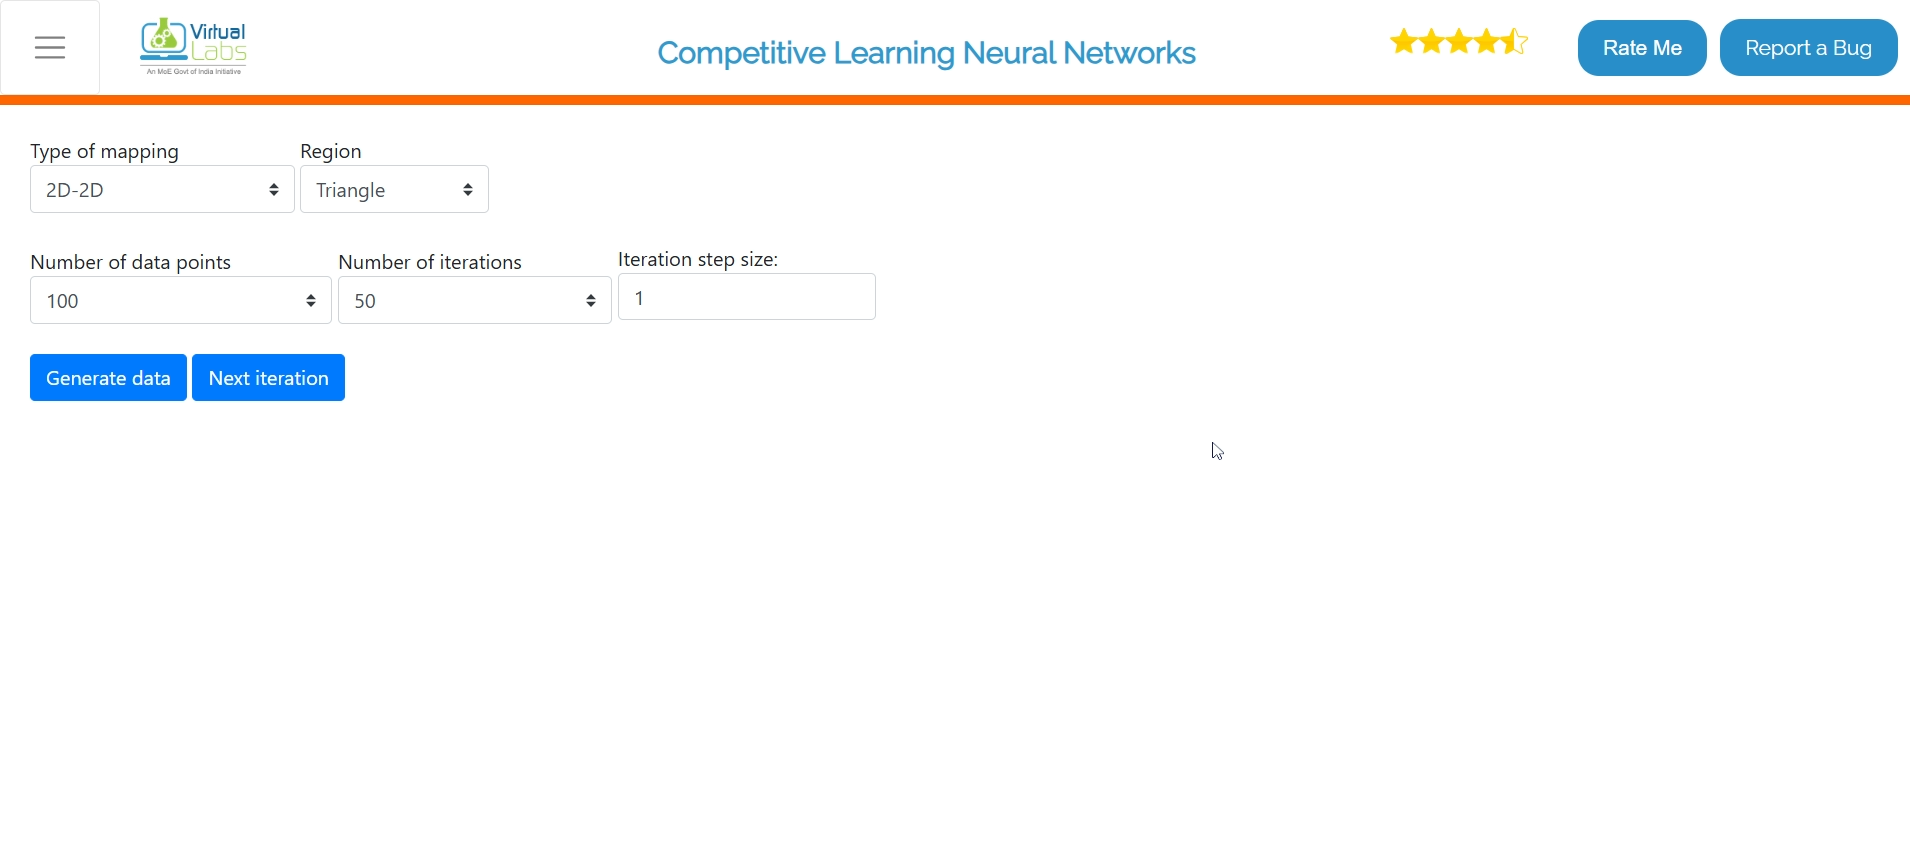 Virtual
Labs
An MoE Govt of India Initiative
Competitive Learning Neural Networks
Rate Me
Report a Bug
Type of mapping
Region
2D-2D
Triangle
Number of data points
Number of iterations
Iteration step size:
100
50
1
Generate data
Next iteration